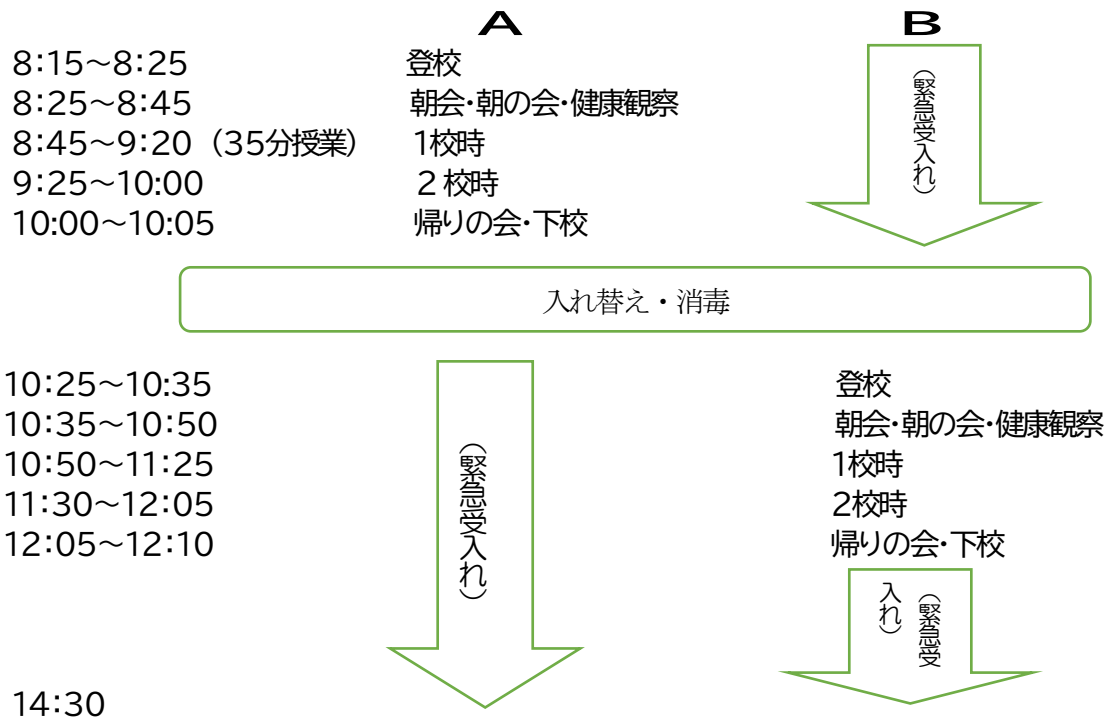 A B
8:15～8:25 登校
8:25～8:45 朝会・朝の会・健康観察
8:45～9:20（35分授業） 1校時
9:25～10:00 2校時
10:00～10:05 帰りの会・下校
（緊急受入れ）
入れ替え・消毒
10:25～10:35 登校
10:35～10:50 朝会・朝の会・健康観察
10:50～11:25 1校時
11:30～12:05 2校時
12:05～12:10 帰りの会・下校
（緊急受入れ）
（緊急受
入れ）
14:30